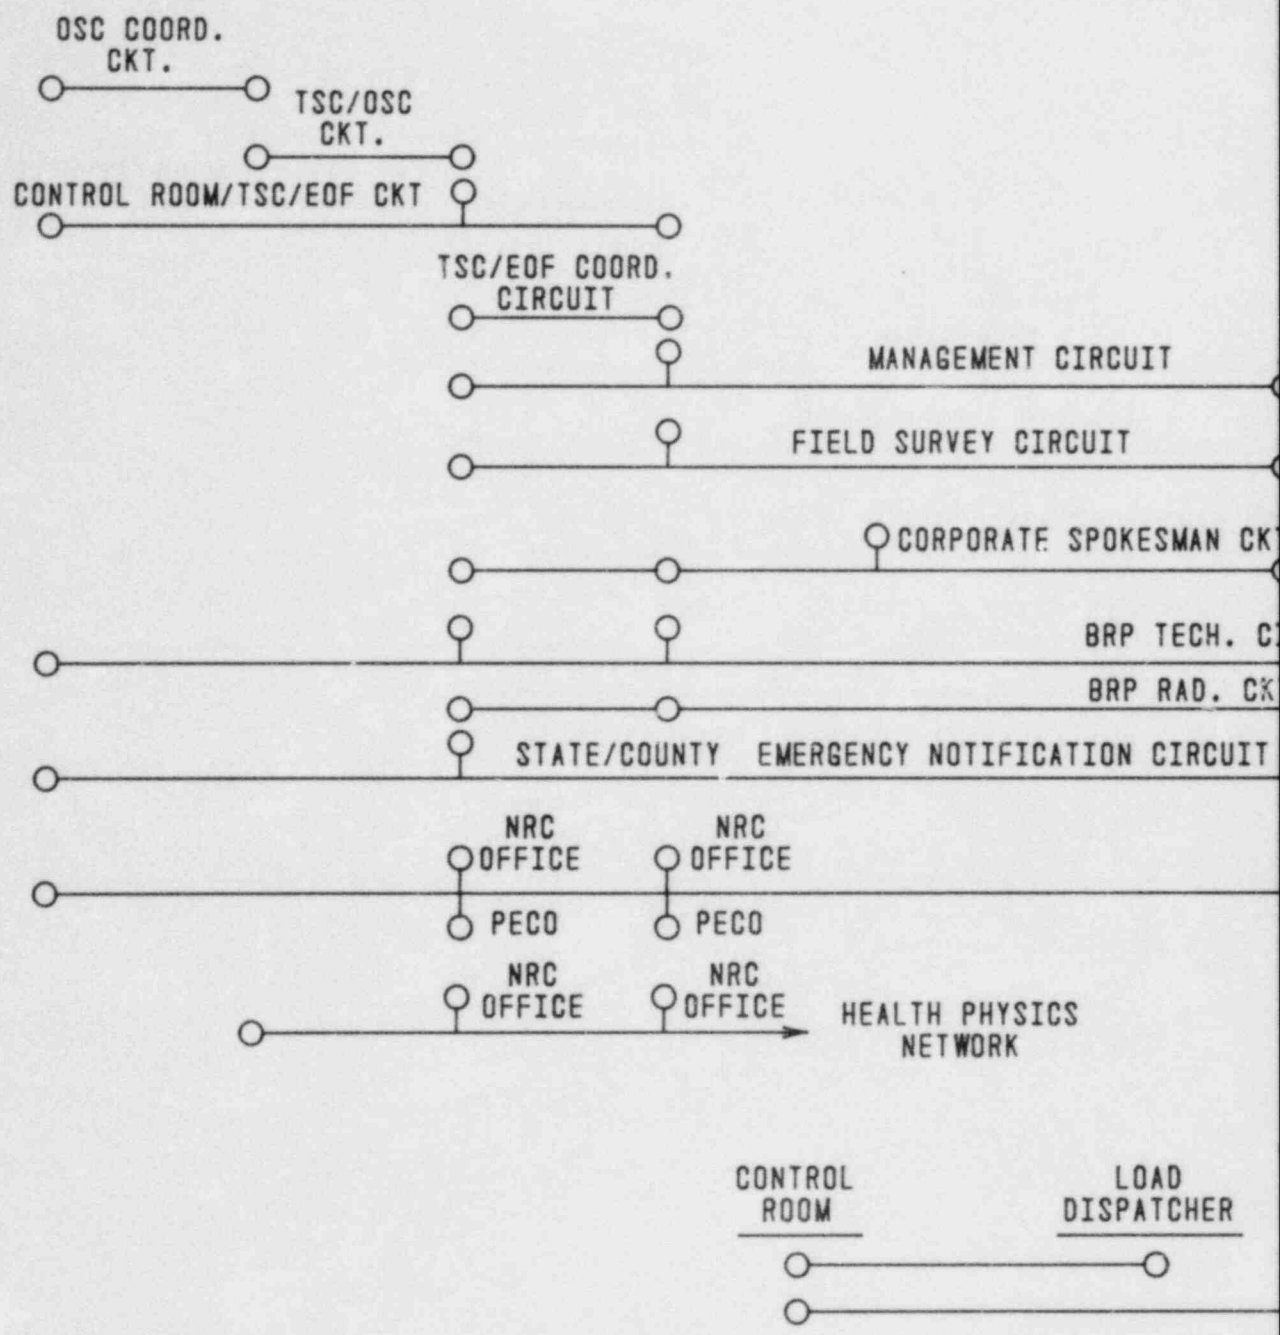 OSC COORD.
CKT.
TSC/OSC
CKT.
CONTROL ROOM/TSC/EOF CKT
TSC/EOF COORD.
CIRCUIT
MANAGEMENT CIRCUIT
FIELD SURVEY CIRCUIT
CORPORATE SPOKESMAN
BRP TECH.
BRP RAD.
STATE/COUNTY EMERGENCY NOTIFICATION CIRCUIT
NRC
OFFICE
NRC
OFFICE
PECO
PECO
NRC
OFFICE
NRC
OFFICE
HEALTH PHYSICS
NETWORK
CONTROL
ROOM
LOAD
DISPATCHER